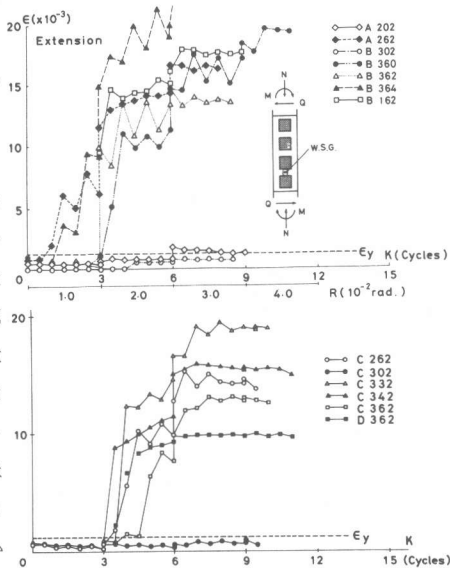 ε(×10⁻³)
20
Extension
15
10
5
0
A 202
A 262
B 302
B 360
B 362
B 364
B 162
N
M
Q
W.S.G.
Q
M
N
εy K (Cycles)
3
6
9
12
15
1.0
2.0
3.0
4.0
R (10⁻² rad.)
20
10
0
C 262
C 302
C 332
C 342
C 362
D 362
εy K
3
6
9
12
15 (Cycles)